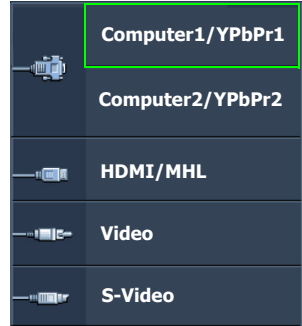 Computer1/YPbPr1
Computer2/YPbPr2
HDMI/MHL
Video
S-Video